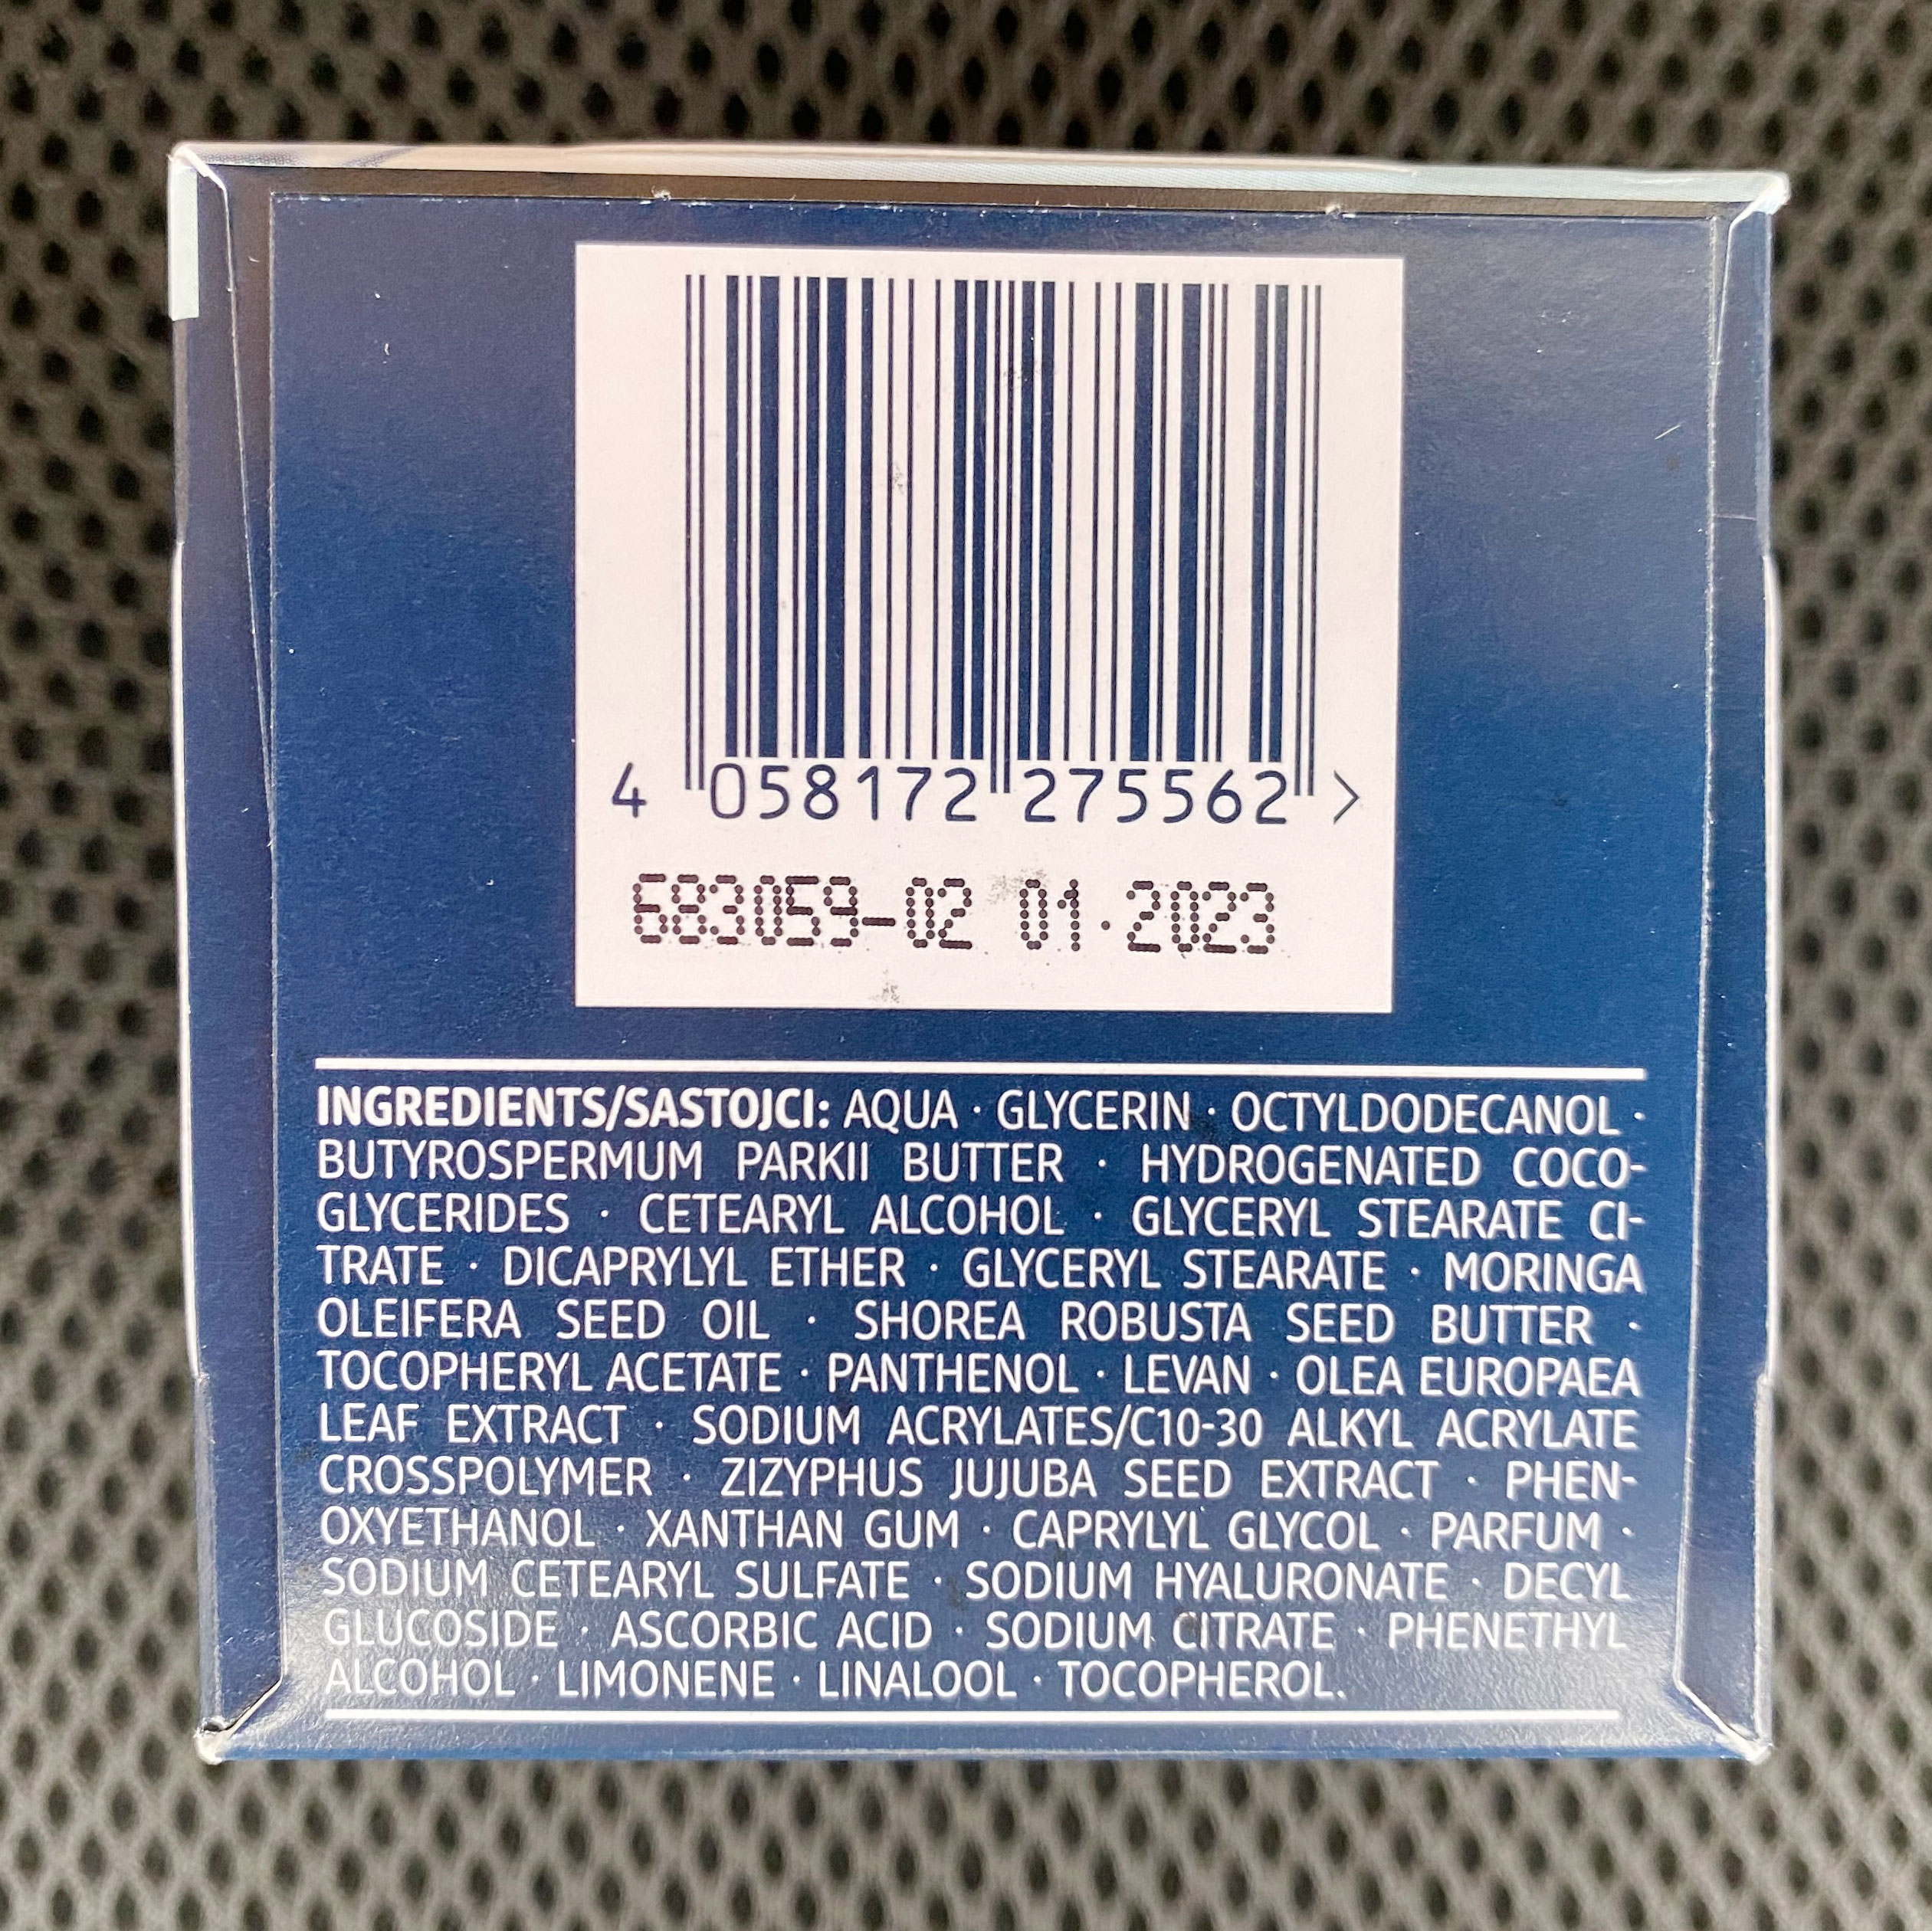 4 058172 275562 >
683059-02 01.2023
INGREDIENTS/SASTOJCI: AQUA · GLYCERIN · OCTYLDODECANOL ·
BUTYROSPERMUM PARKII BUTTER · HYDROGENATED COCO-
GLYCERIDES · CETEARYL ALCOHOL · GLYCERYL STEARATE CI-
TRATE · DICAPRYLYL ETHER · GLYCERYL STEARATE · MORINGA
OLEIFERA SEED OIL · SHOREA ROBUSTA SEED BUTTER ·
TOCOPHERYL ACETATE · PANTHENOL · LEVAN · OLEA EUROPAEA
LEAF EXTRACT · SODIUM ACRYLATES/C10-30 ALKYL ACRYLATE
CROSSPOLYMER · ZIZYPHUS JUJUBA SEED EXTRACT · PHEN-
OXYETHANOL · XANTHAN GUM · CAPRYLYL GLYCOL · PARFUM ·
SODIUM CETEARYL SULFATE · SODIUM HYALURONATE · DECYL
GLUCOSIDE · ASCORBIC ACID · SODIUM CITRATE · PHENETHYL
ALCOHOL · LIMONENE · LINALOOL · TOCOPHEROL.